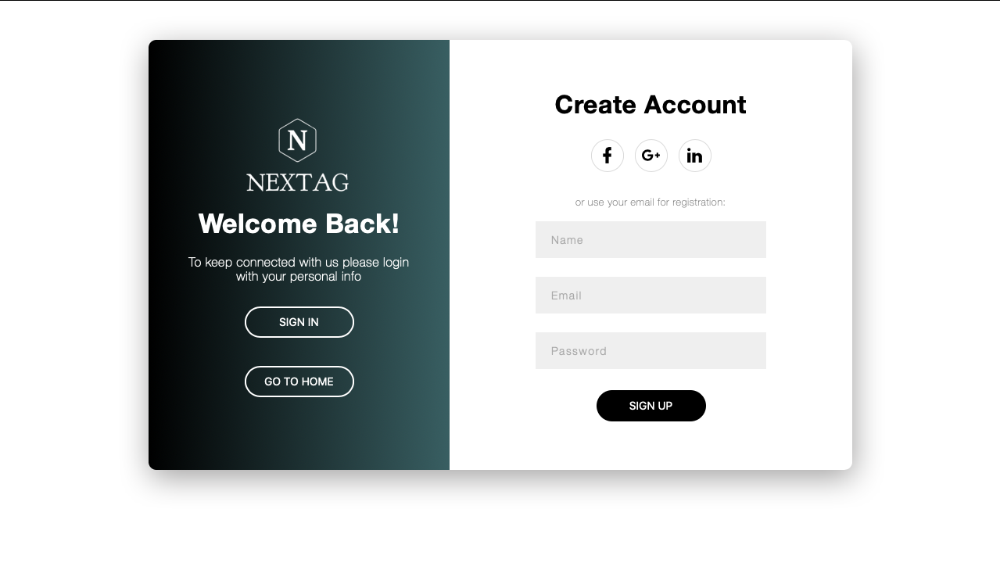 N
NEXTAG
Welcome Back!
To keep connected with us please login
with your personal info
SIGN IN
GO TO HOME
Create Account
f
G+
in
or use your email for registration:
Name
Email
Password
SIGN UP